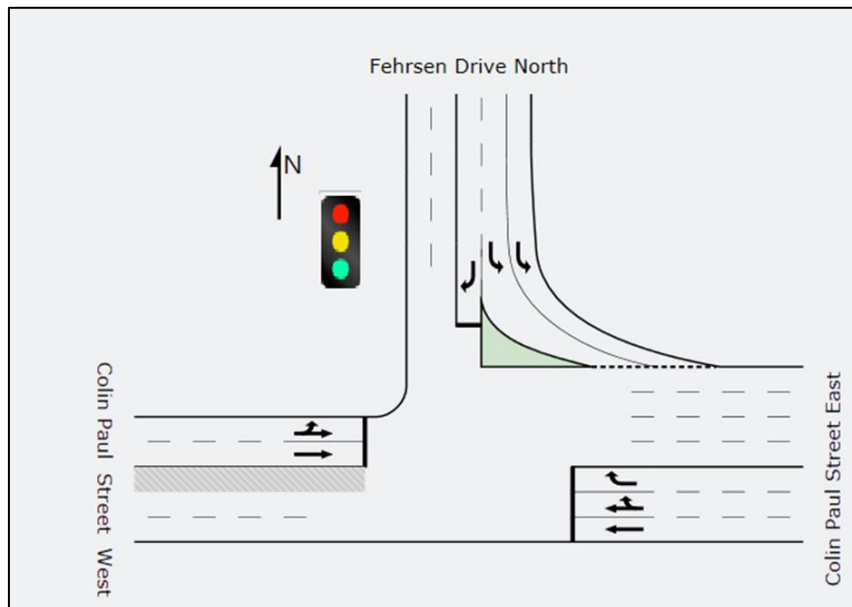 Fehrsen Drive North
N
Colin Paul Street West
Colin Paul Street East